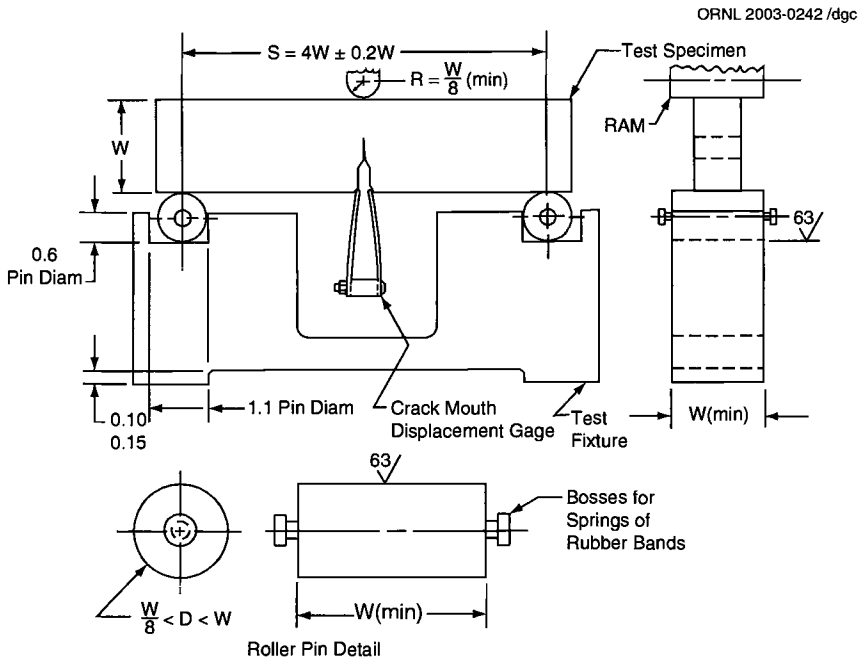 ORNL 2003-0242 /dgc
S = 4W ± 0.2W
Test Specimen
R = W/8 (min)
W
RAM
63
0.6
Pin Diam
0.10
0.15
1.1 Pin Diam
Crack Mouth
Displacement Gage
Test
Fixture
W(min)
63
Bosses for
Springs of
Rubber Bands
W/8 < D < W
W(min)
Roller Pin Detail